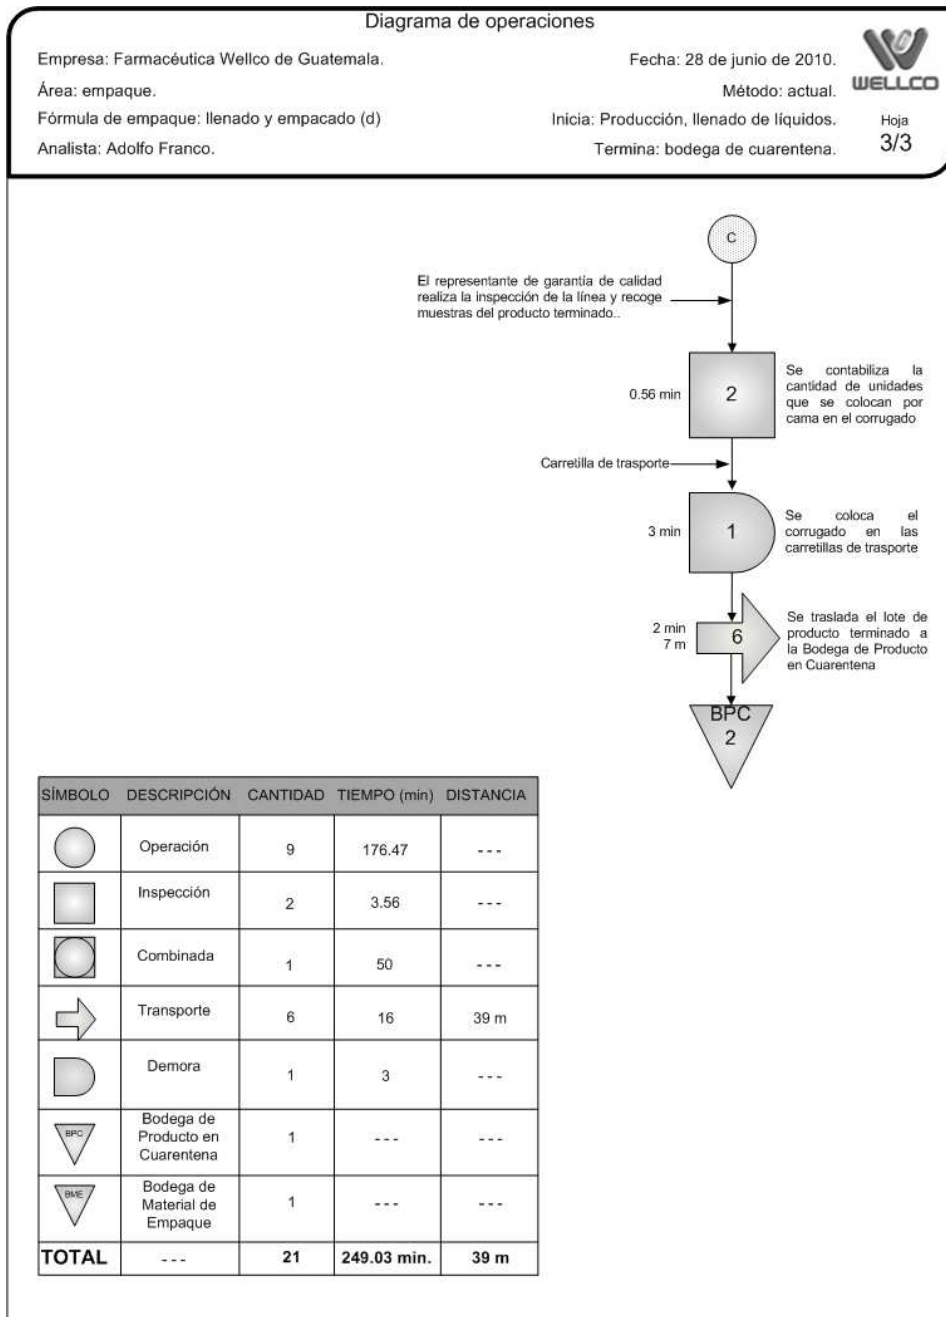 Diagrama de operaciones
Empresa: Farmacéutica Wellco de Guatemala.
Fecha: 28 de junio de 2010.
WELLCO
Área: empaque.
Método: actual.
Fórmula de empaque: llenado y empacado (d)
Inicia: Producción, llenado de líquidos.
Hoja
3/3
Analista: Adolfo Franco.
Termina: bodega de cuarentena.
C
El representante de garantía de calidad
realiza la inspección de la línea y recoge
muestras del producto terminado..
0.56 min
2
Se contabiliza la
cantidad de unidades
que se colocan por
cama en el corrugado
Carretilla de trasporte
3 min
1
Se coloca el
corrugado en las
carretillas de trasporte
2 min
7 m
6
Se traslada el lote de
producto terminado a
la Bodega de Producto
en Cuarentena
BPC
2
SÍMBOLO DESCRIPCIÓN CANTIDAD TIEMPO (min) DISTANCIA
Operación 9 176.47 ---
Inspección 2 3.56 ---
Combinada 1 50 ---
Transporte 6 16 39 m
Demora 1 3 ---
BPC
Bodega de
Producto en
Cuarentena
1 --- ---
BME
Bodega de
Material de
Empaque
1 --- ---
TOTAL --- 21 249.03 min. 39 m